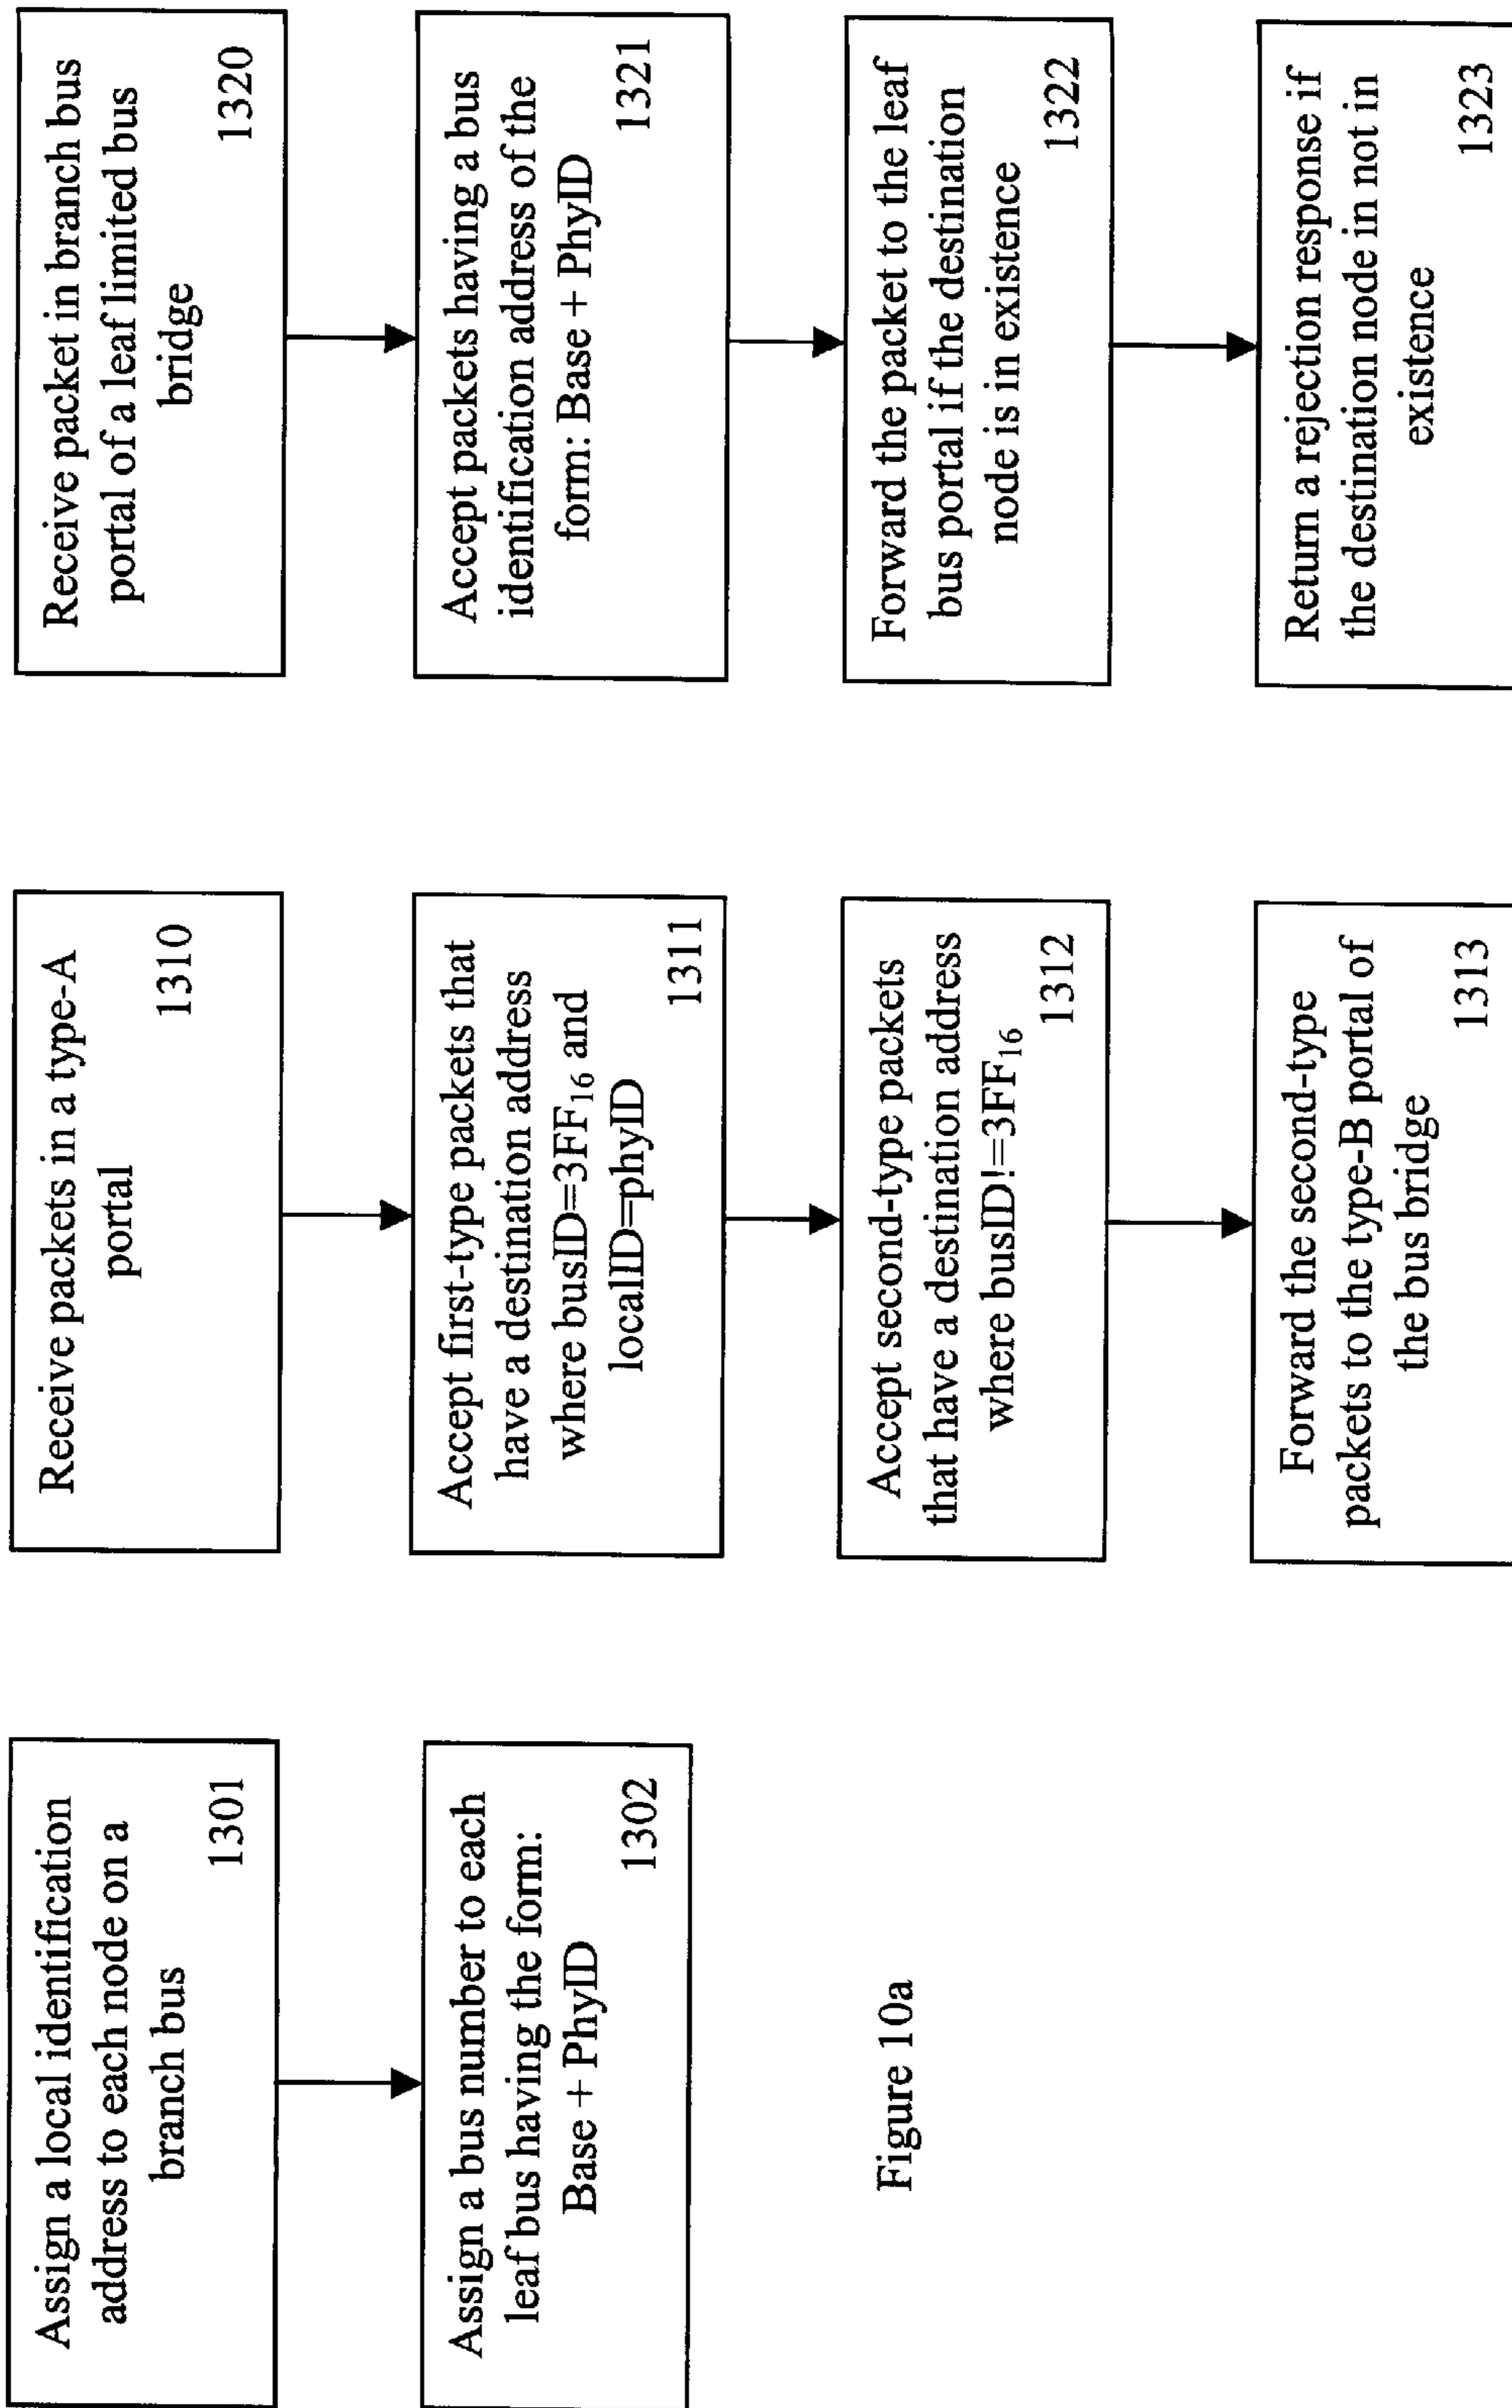 Assign a local identification
address to each node on a
branch bus
1301
Assign a bus number to each
leaf bus having the form:
Base + PhyID
1302
Figure 10a
Receive packets in a type-A
portal
1310
Accept first-type packets that
have a destination address
where busID=3FF₁₆ and
localID=phyID
1311
Accept second-type packets
that have a destination address
where busID!=3FF₁₆
1312
Forward the second-type
packets to the type-B portal of
the bus bridge
1313
Receive packet in branch bus
portal of a leaf limited bus
bridge
1320
Accept packets having a bus
identification address of the
form: Base + PhyID
1321
Forward the packet to the leaf
bus portal if the destination
node is in existence
1322
Return a rejection response if
the destination node in not in
existence
1323